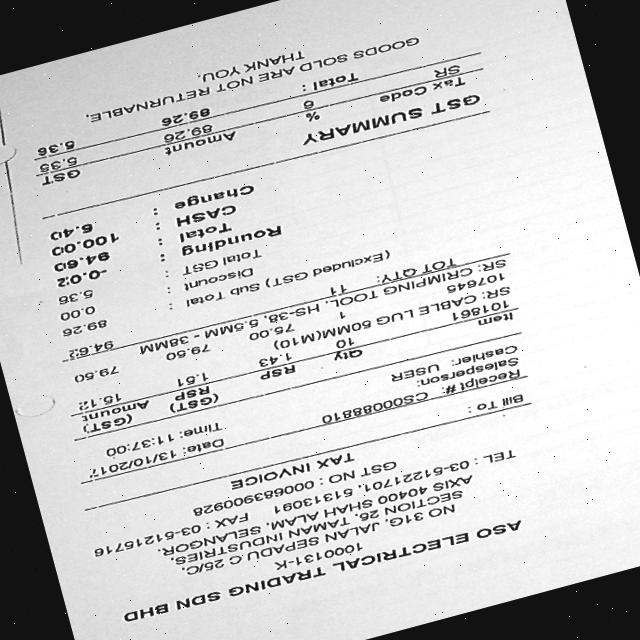 ASO ELECTRICAL TRADING SDN BHD
1000131-K
NO 31G, JALAN SEPADU C 25/C,
SECTION 25, TAMAN INDUSTRIES,
AXIS 40400 SHAH ALAM, SELANGOR.
TEL : 03-51221701, 51313091 FAX : 03-51215716
GST NO : 000683900928
TAX INVOICE
Bill To :
Receipt #: CS00088810 Date: 13/10/2017
Salesperson: Time: 11:37:00
Cashier: USER
Item Qty RSP (GST) RSP (GST) Amount
101861 10 1.43 1.51 15.12
SR: CABLE LUG 50MM(M10)
107645 1 75.00 79.50 79.50
SR: CRIMPING TOOL, HS-38, 5.5MM - 38MM
TOT QTY: 11 94.62
(Excluded GST) Sub Total : 89.26
Discount : 0.00
Total GST : 5.36
Rounding : -0.02
Total : 94.60
CASH : 100.00
Change : 5.40
GST SUMMARY
Tax Code % Amount GST
SR 6 89.26 5.35
Total : 89.26 5.36
GOODS SOLD ARE NOT RETURNABLE,
THANK YOU.